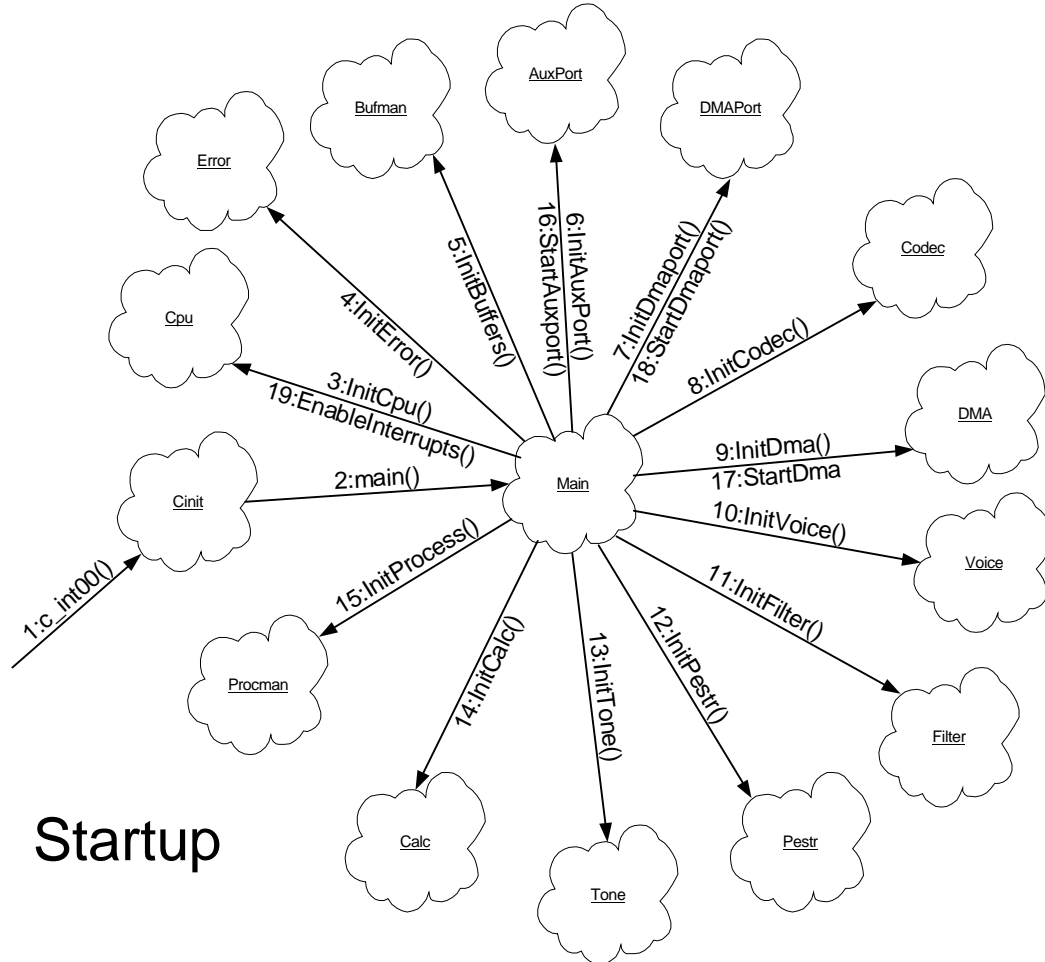 AuxPort
Bufman
DMAPort
Error
Codec
Cpu
DMA
Cinit
Main
Voice
Procman
Filter
Calc
Pestr
Tone
1:c_int00()
2:main()
3:InitCpu()
19:EnableInterrupts()
4:InitError()
5:InitBuffers()
6:InitAuxPort()
16:StartAuxport()
7:InitDmaport()
18:StartDmaport()
8:InitCodec()
9:InitDma()
17:StartDma
10:InitVoice()
11:InitFilter()
12:InitPestr()
13:InitTone()
14:InitCalc()
15:InitProcess()
Startup